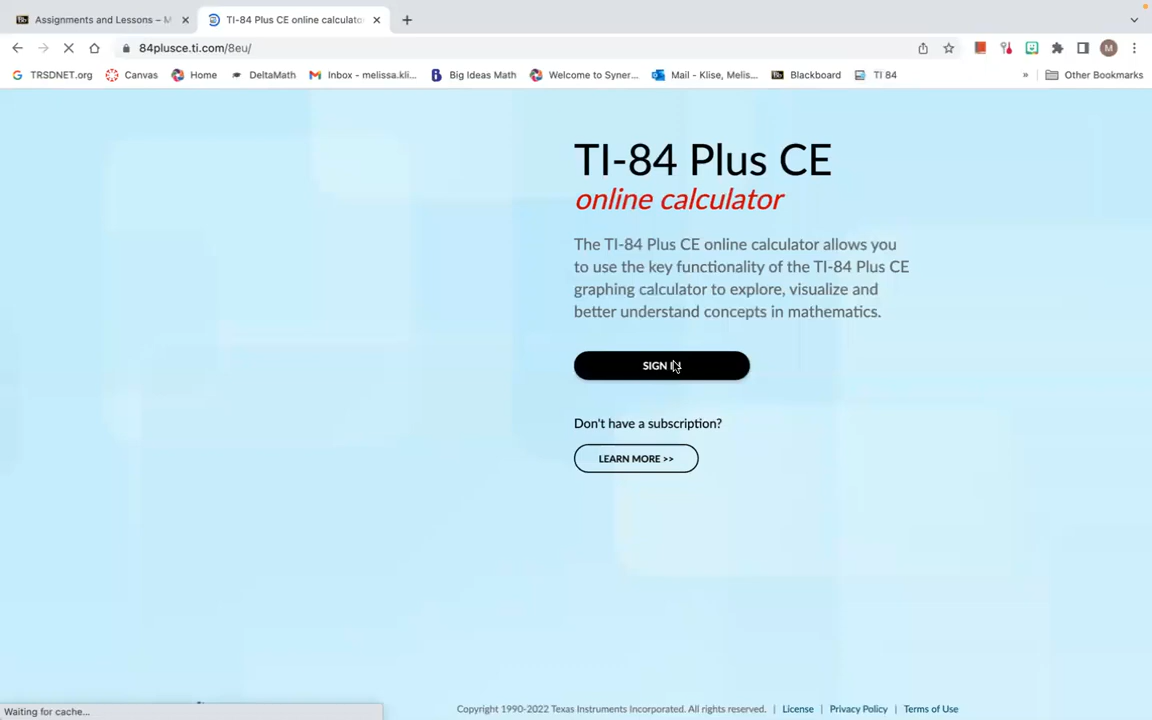 Assignments and Lessons – M
TI-84 Plus CE online calculato
84plusce.ti.com/8eu/
M
TRSDNET.org
Canvas
Home
DeltaMath
Inbox - melissa.kli...
Big Ideas Math
Welcome to Syner...
Mail - Klise, Melis...
Bb
Blackboard
TI 84
»
Other Bookmarks
TI-84 Plus CE
online calculator
The TI-84 Plus CE online calculator allows you
to use the key functionality of the TI-84 Plus CE
graphing calculator to explore, visualize and
better understand concepts in mathematics.
SIGN IN
Don't have a subscription?
LEARN MORE >>
Waiting for cache...
Copyright 1990-2022 Texas Instruments Incorporated. All rights reserved. | License | Privacy Policy | Terms of Use